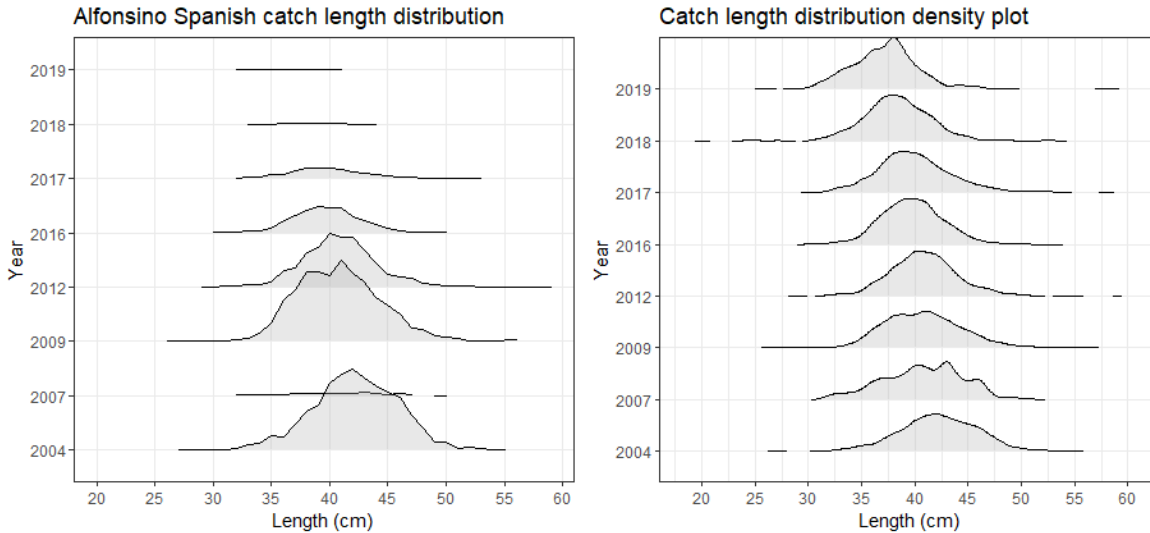 Alfonsino Spanish catch length distribution
Year
2019
2018
2017
2016
2012
2009
2007
2004
20 25 30 35 40 45 50 55 60
Length (cm)
Catch length distribution density plot
Year
2019
2018
2017
2016
2012
2009
2007
2004
20 25 30 35 40 45 50 55 60
Length (cm)